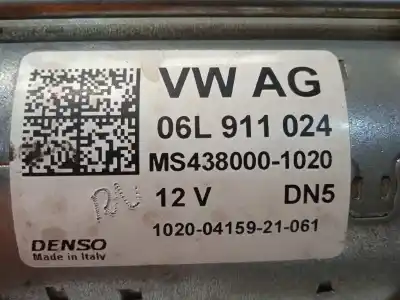 VW AG
06L 911 024
MS438000-1020
12 V DN5
1020-04159-21-061
DENSO
Made in Italy